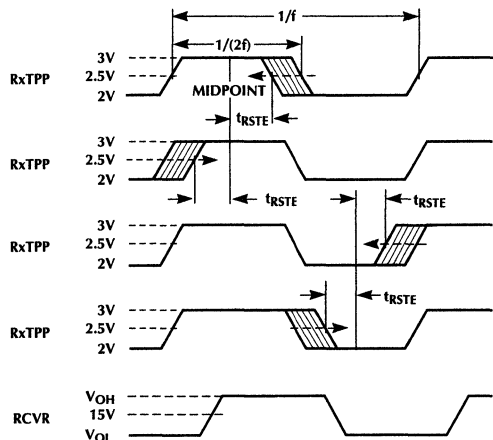 1/f
1/(2f)
RxTPP
3V
2.5V
2V
MIDPOINT
tRSTE
RxTPP
3V
2.5V
2V
tRSTE
tRSTE
RxTPP
3V
2.5V
2V
tRSTE
RxTPP
3V
2.5V
2V
RCVR
VOH
15V
VOL